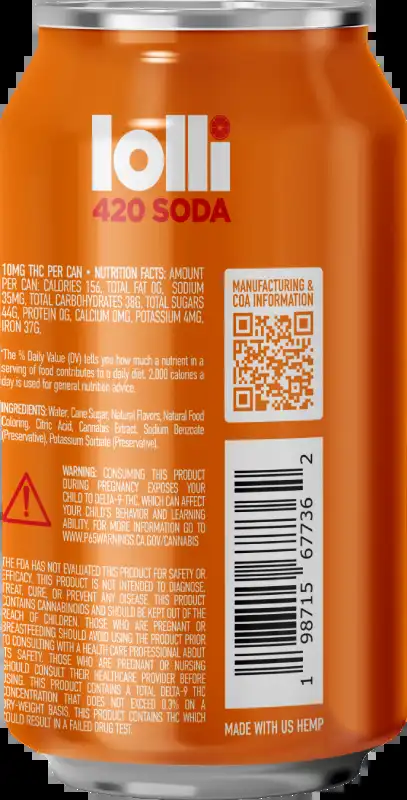 lolli
420 SODA
10MG THC PER CAN • NUTRITION FACTS: AMOUNT
PER CAN: CALORIES 156, TOTAL FAT 0G, SODIUM
35MG, TOTAL CARBOHYDRATES 38G, TOTAL SUGARS
44G, PROTEIN 0G, CALCIUM 0MG, POTASSIUM 4MG,
IRON 37G.
*The % Daily Value (DV) tells you how much a nutrient in a
serving of food contributes to a daily diet. 2,000 calories a
day is used for general nutrition advice.
INGREDIENTS: Water, Cane Sugar, Natural Flavors, Natural Food
Coloring, Citric Acid, Cannabis Extract, Sodium Benzoate
(Preservative), Potassium Sorbate (Preservative).
WARNING: CONSUMING THIS PRODUCT
DURING PREGNANCY EXPOSES YOUR
CHILD TO DELTA-9-THC, WHICH CAN AFFECT
YOUR CHILD'S BEHAVIOR AND LEARNING
ABILITY. FOR MORE INFORMATION GO TO
WWW.P65WARNINGS.CA.GOV/CANNABIS
THE FDA HAS NOT EVALUATED THIS PRODUCT FOR SAFETY OR
EFFICACY. THIS PRODUCT IS NOT INTENDED TO DIAGNOSE,
TREAT, CURE, OR PREVENT ANY DISEASE. THIS PRODUCT
CONTAINS CANNABINOIDS AND SHOULD BE KEPT OUT OF THE
REACH OF CHILDREN. THOSE WHO ARE PREGNANT OR
BREASTFEEDING SHOULD AVOID USING THE PRODUCT PRIOR
TO CONSULTING WITH A HEALTH CARE PROFESSIONAL ABOUT
ITS SAFETY. THOSE WHO ARE PREGNANT OR NURSING
SHOULD CONSULT THEIR HEALTHCARE PROVIDER BEFORE
USING. THIS PRODUCT CONTAINS A TOTAL DELTA-9 THC
CONCENTRATION THAT DOES NOT EXCEED 0.3% ON A
DRY-WEIGHT BASIS. THIS PRODUCT CONTAINS THC WHICH
COULD RESULT IN A FAILED DRUG TEST.
MANUFACTURING &
COA INFORMATION
1 98715 67736 2
MADE WITH US HEMP